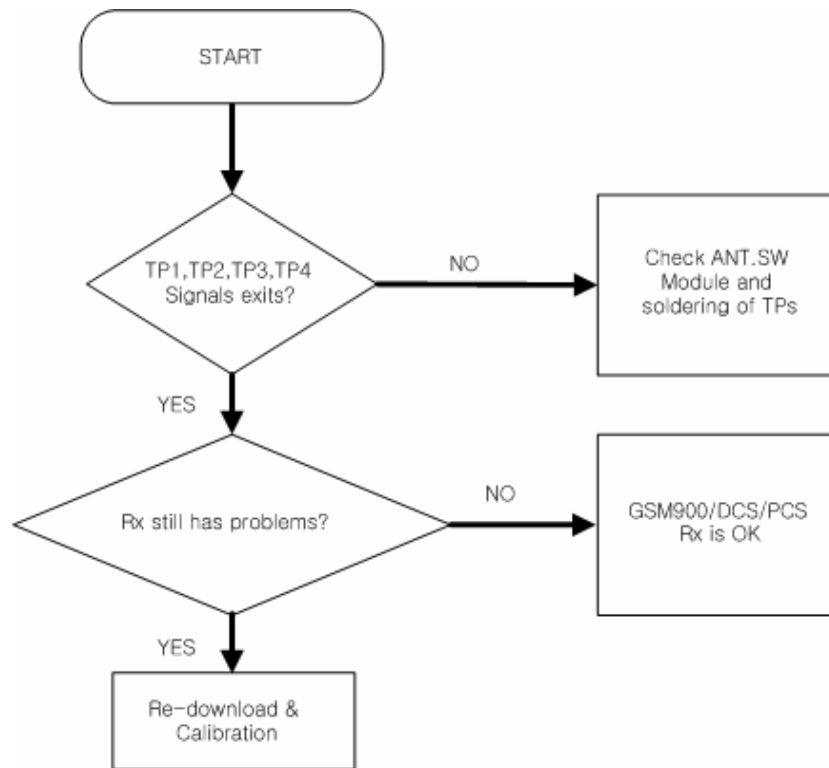 START
TP1,TP2,TP3,TP4
Signals exits?
NO
Check ANT.SW
Module and
soldering of TPs
YES
Rx still has problems?
NO
GSM900/DCS/PCS
Rx is OK
YES
Re-download &
Calibration